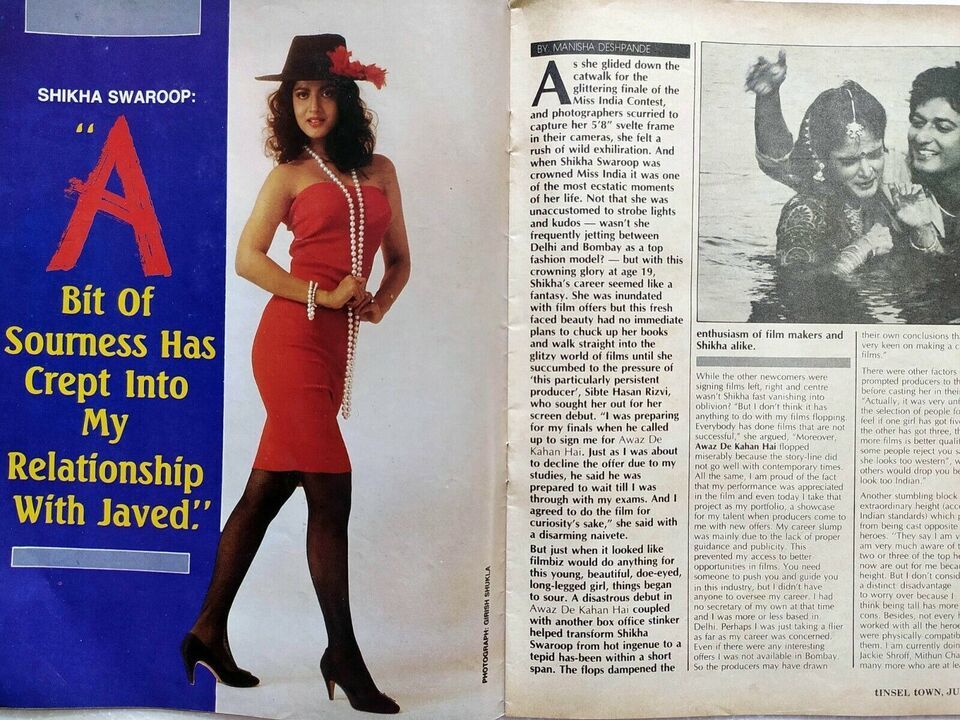 SHIKHA SWAROOP:
"A
Bit Of
Sourness Has
Crept Into
My
Relationship
With Javed."
PHOTOGRAPH: GIRISH SHUKLA
BY MANISHA DESHPANDE
As she glided down the
catwalk for the
glittering finale of the
Miss India Contest,
and photographers scurried to
capture her 5'8" svelte frame
in their cameras, she felt a
rush of wild exhiliration. And
when Shikha Swaroop was
crowned Miss India it was one
of the most ecstatic moments
of her life. Not that she was
unaccustomed to strobe lights
and kudos — wasn't she
frequently jetting between
Delhi and Bombay as a top
fashion model? — but with this
crowning glory at age 19,
Shikha's career seemed like a
fantasy. She was inundated
with film offers but this fresh
faced beauty had no immediate
plans to chuck up her books
and walk straight into the
glitzy world of films until she
succumbed to the pressure of
'this particularly persistent
producer', Sibte Hasan Rizvi,
who sought her out for her
screen debut. "I was preparing
for my finals when he called
up to sign me for Awaz De
Kahan Hai. Just as I was about
to decline the offer due to my
studies, he said he was
prepared to wait till I was
through with my exams. And I
agreed to do the film for
curiosity's sake," she said with
a disarming naivete.
But just when it looked like
filmbiz would do anything for
this young, beautiful, doe-eyed,
long-legged girl, things began
to sour. A disastrous debut in
Awaz De Kahan Hai coupled
with another box office stinker
helped transform Shikha
Swaroop from hot ingenue to a
tepid has-been within a short
span. The flops dampened the
enthusiasm of film makers and
Shikha alike.
While the other newcomers were
signing films left, right and centre
wasn't Shikha fast vanishing into
oblivion? "But I don't think it has
anything to do with my films flopping.
Everybody has done films that are not
successful," she argued, "Moreover,
Awaz De Kahan Hai flopped
miserably because the story-line did
not go well with contemporary times.
All the same, I am proud of the fact
that my performance was appreciated
in the film and even today I take that
project as my portfolio, a showcase
for my talent when producers come to
me with new offers. My career slump
was mainly due to the lack of proper
guidance and publicity. This
prevented my access to better
opportunities in films. You need
someone to push you and guide you
in this industry, but I didn't have
anyone to oversee my career. I had
no secretary of my own at that time
and I was more or less based in
Delhi. Perhaps I was just taking a flier
as far as my career was concerned.
Even if there were any interesting
offers I was not available in Bombay.
So the producers may have drawn
their own conclusions
very keen on making a
films."
There were other factors
prompted producers to
before casting her in their
"Actually, it was very
the selection of people
feel if one girl has got
the other has got three,
more films is better
some people reject you
she looks too western",
others would drop you
look too Indian."
Another stumbling block
extraordinary height
Indian standards) which
from being cast opposite
heroes. "They say I am
am very much aware of
two or three of the top
now are out for me
height. But I don't
a distinct disadvantage
to worry over because I
think being tall has more
cons. Besides, not every
worked with all the
were physically
them. I am currently
Jackie Shroff, Mithun
many more who are at
tINSEL tOWN,